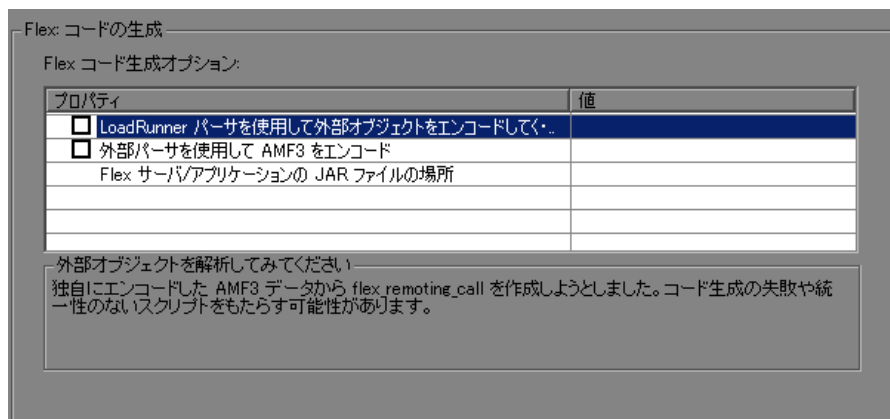 Flex: コードの生成
Flex コード生成オプション:
プロパティ 値
LoadRunner パーサを使用して外部オブジェクトをエンコードしてく・..
外部パーサを使用して AMF3 をエンコード
Flex サーバ/アプリケーションの JAR ファイルの場所
外部オブジェクトを解析してみてください
独自にエンコードした AMF3 データから flex_remoting_call を作成しようとしました。コード生成の失敗や統
一性のないスクリプトをもたらす可能性があります。